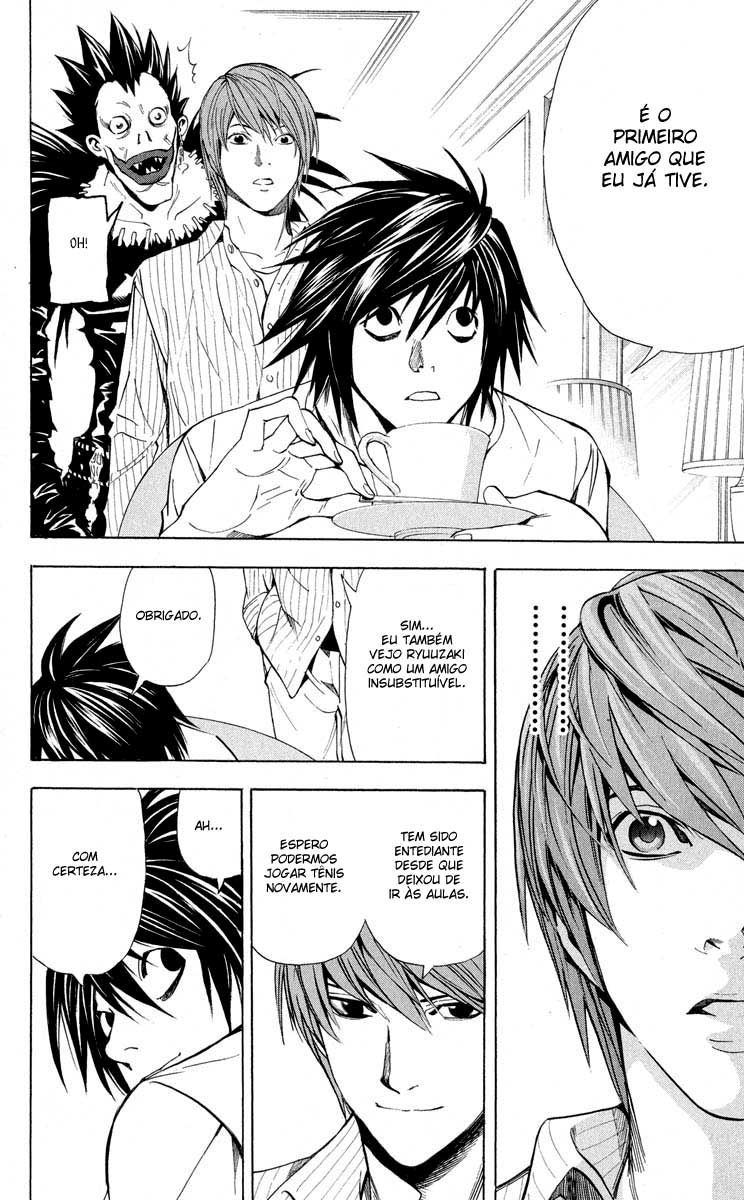 É O
PRIMEIRO
AMIGO QUE
EU JÁ TIVE.
OH!
SIM...
EU TAMBÉM
VEJO RYUUZAKI
COMO UM AMIGO
INSUBSTITUÍVEL.
OBRIGADO.
TEM SIDO
ENTEDIANTE
DESDE QUE
DEIXOU DE
IR ÀS AULAS.
ESPERO
PODERMOS
JOGAR TÊNIS
NOVAMENTE.
AH...
COM
CERTEZA...